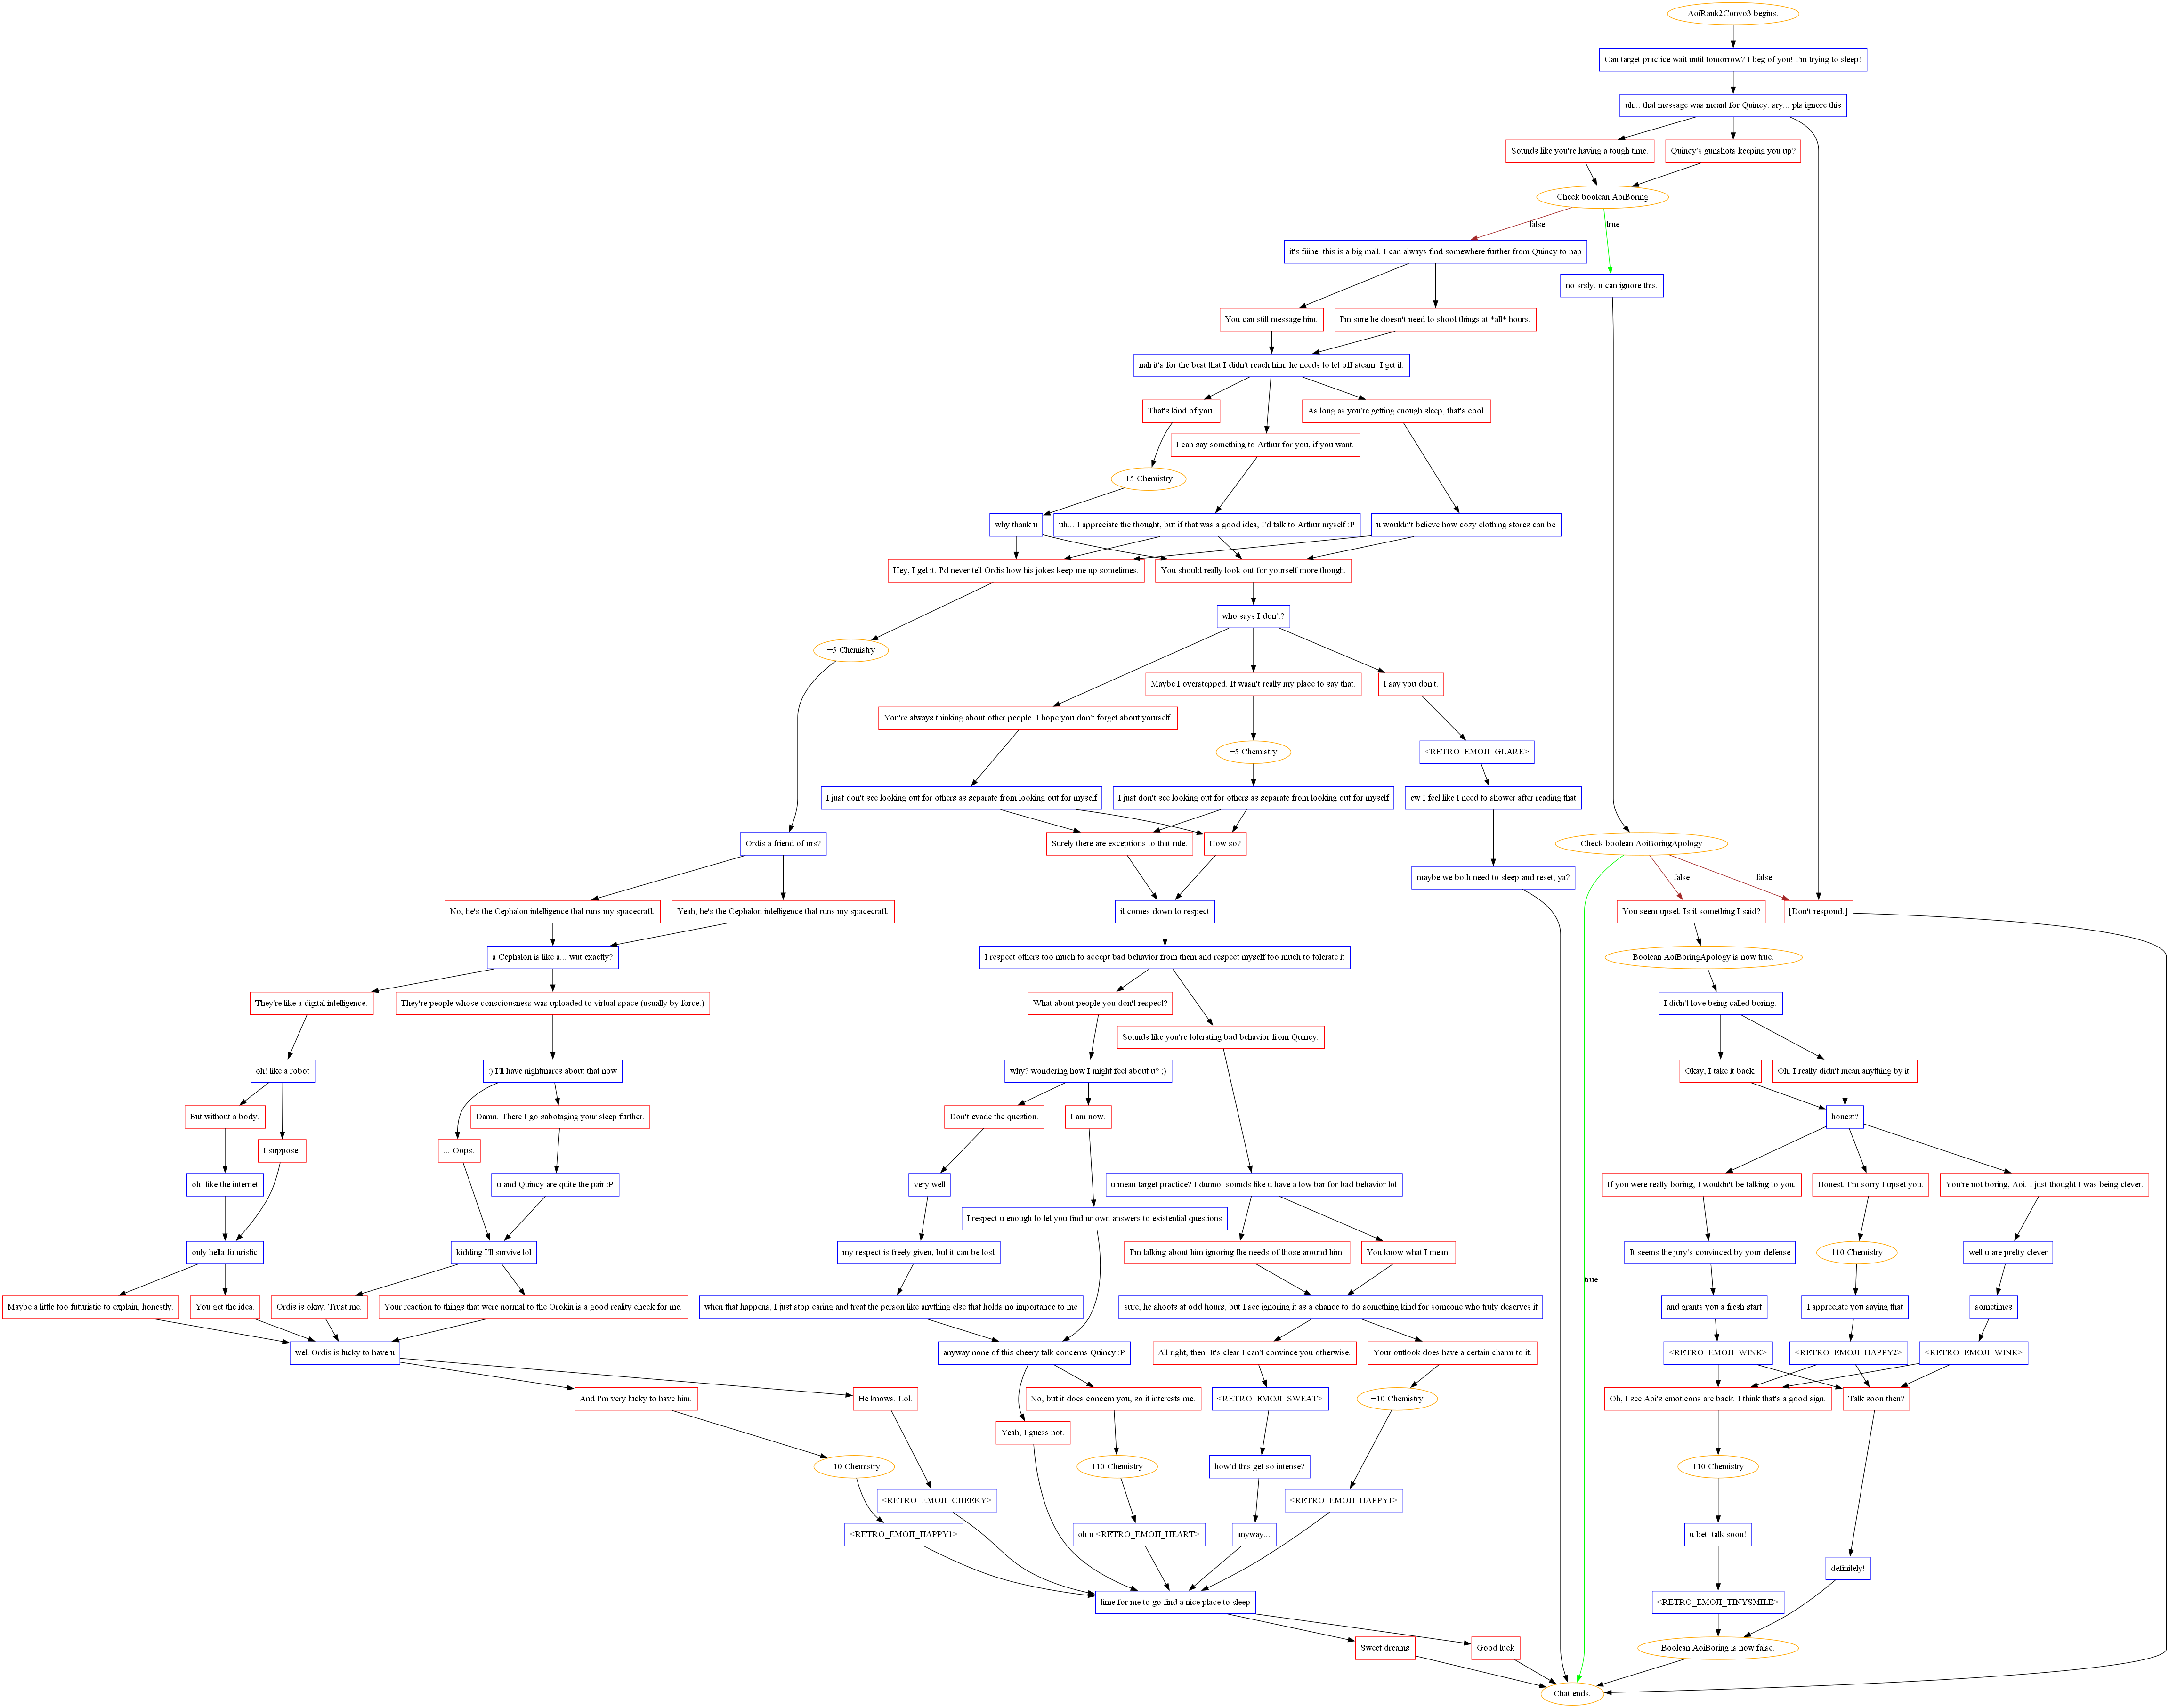 AoiRank2Convo3 begins.
Can target practice wait until tomorrow? I beg of you! I'm trying to sleep!
uh... that message was meant for Quincy. sry... pls ignore this
Sounds like you're having a tough time.
Quincy's gunshots keeping you up?
Check boolean AoiBoring
false
true
it's fiiine. this is a big mall. I can always find somewhere further from Quincy to nap
no srsly. u can ignore this.
You can still message him.
I'm sure he doesn't need to shoot things at *all* hours.
nah it's for the best that I didn't reach him. he needs to let off steam. I get it.
That's kind of you.
As long as you're getting enough sleep, that's cool.
I can say something to Arthur for you, if you want.
+5 Chemistry
why thank u
uh... I appreciate the thought, but if that was a good idea, I'd talk to Arthur myself :P
u wouldn't believe how cozy clothing stores can be
Hey, I get it. I'd never tell Ordis how his jokes keep me up sometimes.
You should really look out for yourself more though.
who says I don't?
+5 Chemistry
Maybe I overstepped. It wasn't really my place to say that.
I say you don't.
You're always thinking about other people. I hope you don't forget about yourself.
+5 Chemistry
<RETRO_EMOJI_GLARE>
I just don't see looking out for others as separate from looking out for myself
I just don't see looking out for others as separate from looking out for myself
ew I feel like I need to shower after reading that
Ordis a friend of urs?
Surely there are exceptions to that rule.
How so?
Check boolean AoiBoringApology
maybe we both need to sleep and reset, ya?
false
false
No, he's the Cephalon intelligence that runs my spacecraft.
Yeah, he's the Cephalon intelligence that runs my spacecraft.
it comes down to respect
You seem upset. Is it something I said?
[Don't respond.]
a Cephalon is like a... wut exactly?
I respect others too much to accept bad behavior from them and respect myself too much to tolerate it
Boolean AoiBoringApology is now true.
They're like a digital intelligence.
They're people whose consciousness was uploaded to virtual space (usually by force.)
What about people you don't respect?
I didn't love being called boring.
Sounds like you're tolerating bad behavior from Quincy.
oh! like a robot
:) I'll have nightmares about that now
why? wondering how I might feel about u? ;)
Okay, I take it back.
Oh. I really didn't mean anything by it.
But without a body.
Damn. There I go sabotaging your sleep further.
Don't evade the question.
I am now.
honest?
I suppose.
... Oops.
oh! like the internet
u and Quincy are quite the pair :P
very well
u mean target practice? I dunno. sounds like u have a low bar for bad behavior lol
If you were really boring, I wouldn't be talking to you.
Honest. I'm sorry I upset you.
You're not boring, Aoi. I just thought I was being clever.
I respect u enough to let you find ur own answers to existential questions
only hella futuristic
kidding I'll survive lol
my respect is freely given, but it can be lost
I'm talking about him ignoring the needs of those around him.
You know what I mean.
It seems the jury's convinced by your defense
+10 Chemistry
well u are pretty clever
true
Maybe a little too futuristic to explain, honestly.
You get the idea.
Ordis is okay. Trust me.
Your reaction to things that were normal to the Orokin is a good reality check for me.
when that happens, I just stop caring and treat the person like anything else that holds no importance to me
sure, he shoots at odd hours, but I see ignoring it as a chance to do something kind for someone who truly deserves it
and grants you a fresh start
I appreciate you saying that
sometimes
well Ordis is lucky to have u
anyway none of this cheery talk concerns Quincy :P
All right, then. It's clear I can't convince you otherwise.
Your outlook does have a certain charm to it.
<RETRO_EMOJI_WINK>
<RETRO_EMOJI_HAPPY2>
<RETRO_EMOJI_WINK>
And I'm very lucky to have him.
He knows. Lol.
No, but it does concern you, so it interests me.
<RETRO_EMOJI_SWEAT>
+10 Chemistry
Oh, I see Aoi's emoticons are back. I think that's a good sign.
Talk soon then?
Yeah, I guess not.
+10 Chemistry
+10 Chemistry
how'd this get so intense?
+10 Chemistry
<RETRO_EMOJI_CHEEKY>
<RETRO_EMOJI_HAPPY1>
<RETRO_EMOJI_HAPPY1>
oh u <RETRO_EMOJI_HEART>
anyway...
u bet. talk soon!
definitely!
time for me to go find a nice place to sleep
<RETRO_EMOJI_TINYSMILE>
Sweet dreams
Good luck
Boolean AoiBoring is now false.
Chat ends.